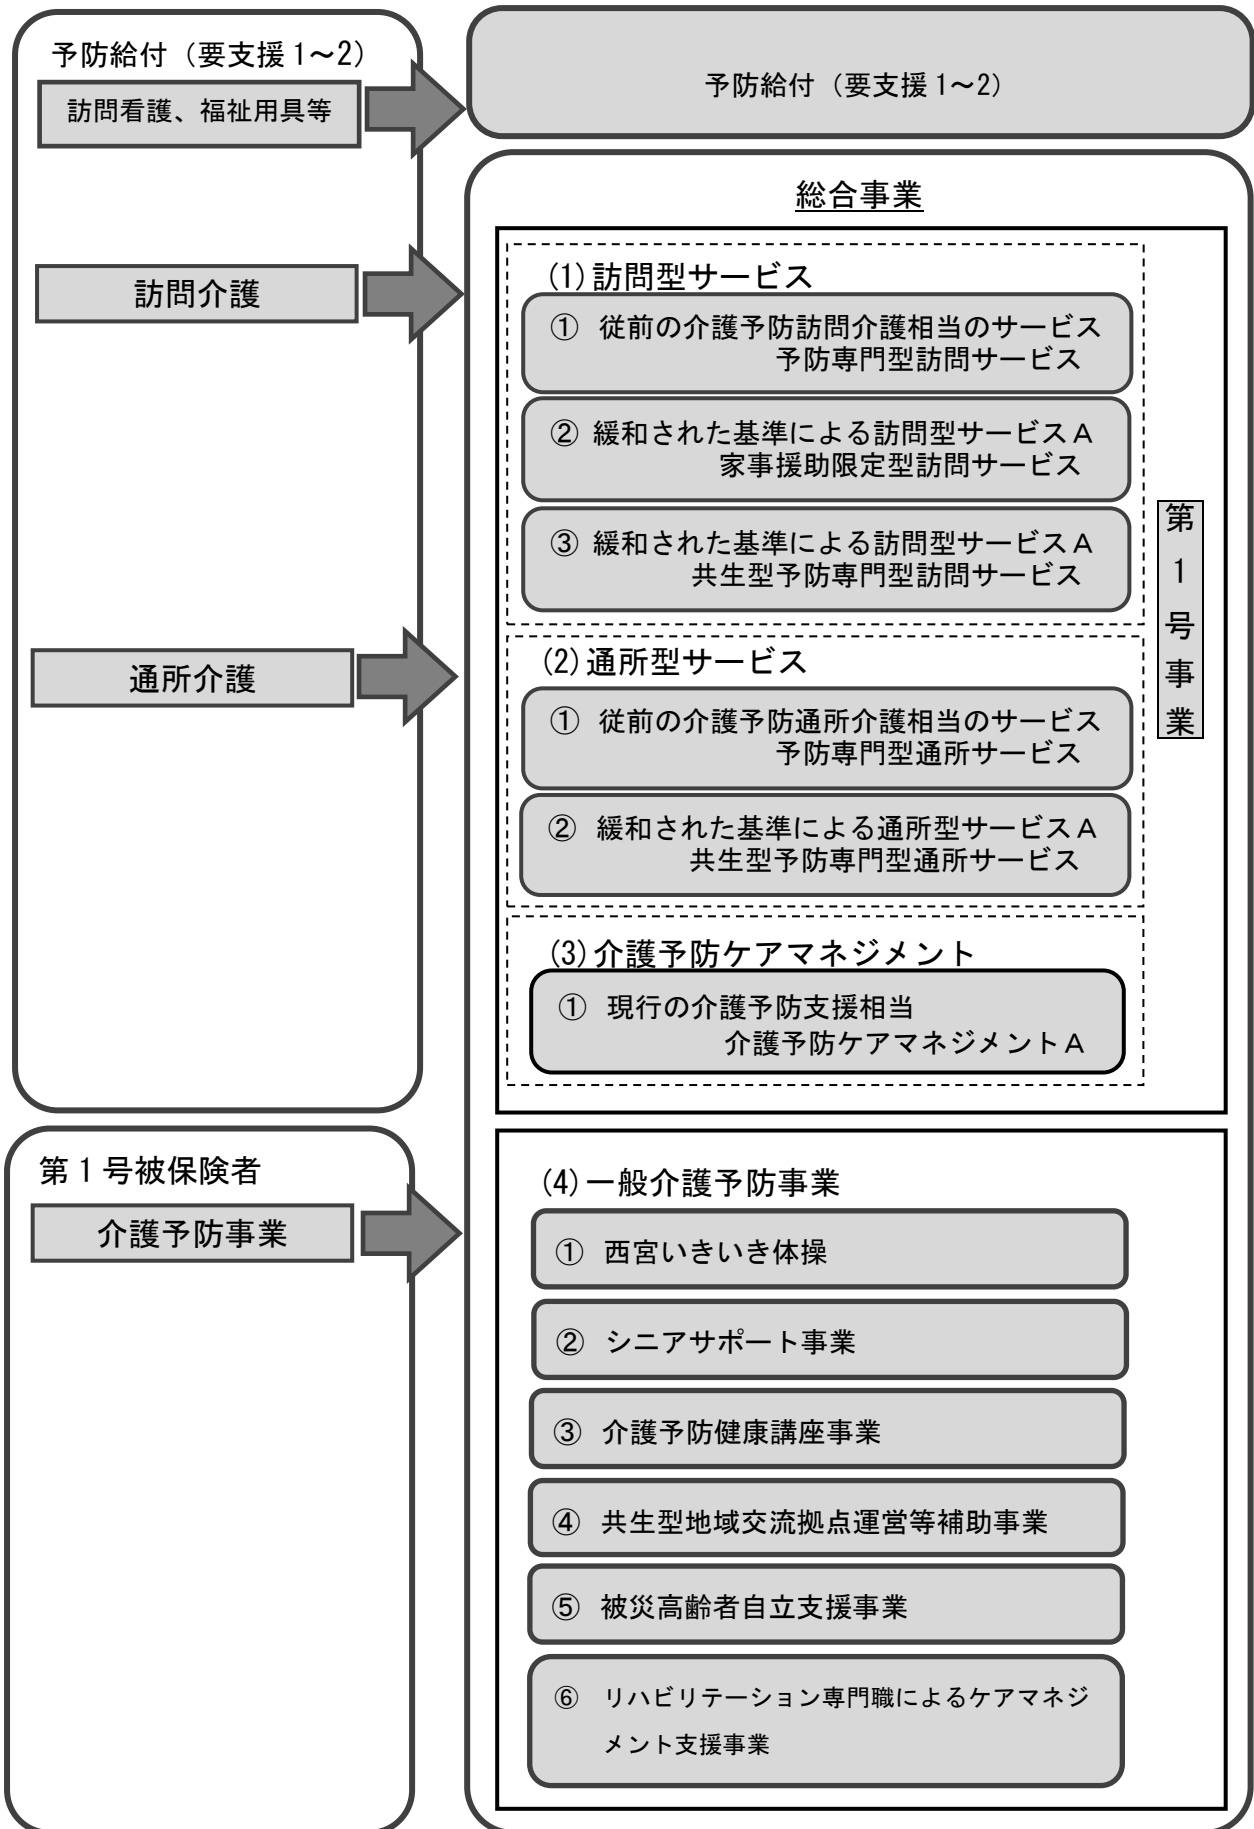 予防給付（要支援1～2）
訪問看護、福祉用具等
訪問介護
通所介護
第1号被保険者
介護予防事業
予防給付（要支援1～2）
総合事業
(1)訪問型サービス
① 従前の介護予防訪問介護相当のサービス
予防専門型訪問サービス
② 緩和された基準による訪問型サービスA
家事援助限定型訪問サービス
③ 緩和された基準による訪問型サービスA
共生型予防専門型訪問サービス
(2)通所型サービス
① 従前の介護予防通所介護相当のサービス
予防専門型通所サービス
② 緩和された基準による通所型サービスA
共生型予防専門型通所サービス
(3)介護予防ケアマネジメント
① 現行の介護予防支援相当
介護予防ケアマネジメントA
第1号事業
(4)一般介護予防事業
① 西宮いきいき体操
② シニアサポート事業
③ 介護予防健康講座事業
④ 共生型地域交流拠点運営等補助事業
⑤ 被災高齢者自立支援事業
⑥ リハビリテーション専門職によるケアマネジ
メント支援事業